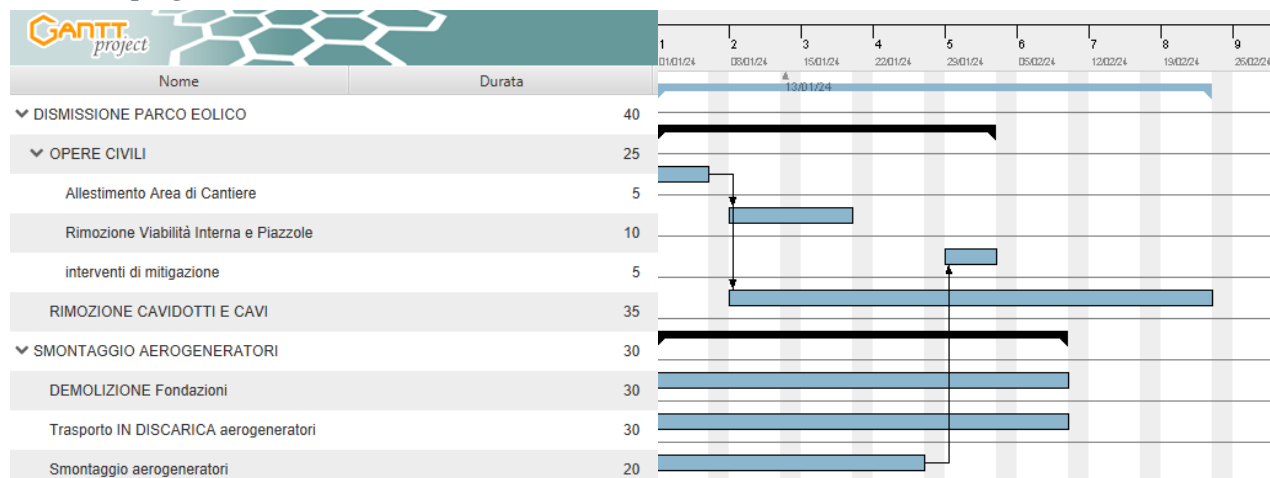 GANTT
project
1 2 3 4 5 6 7 8 9
01/01/24 08/01/24 15/01/24 22/01/24 29/01/24 05/02/24 12/02/24 19/02/24 26/02/24
Nome Durata
13/01/24
DISMISSIONE PARCO EOLICO 40
OPERE CIVILI 25
Allestimento Area di Cantiere 5
Rimozione Viabilità Interna e Piazzole 10
interventi di mitigazione 5
RIMOZIONE CAVIDOTTI E CAVI 35
SMONTAGGIO AEROGENERATORI 30
DEMOLIZIONE Fondazioni 30
Trasporto IN DISCARICA aerogeneratori 30
Smontaggio aerogeneratori 20